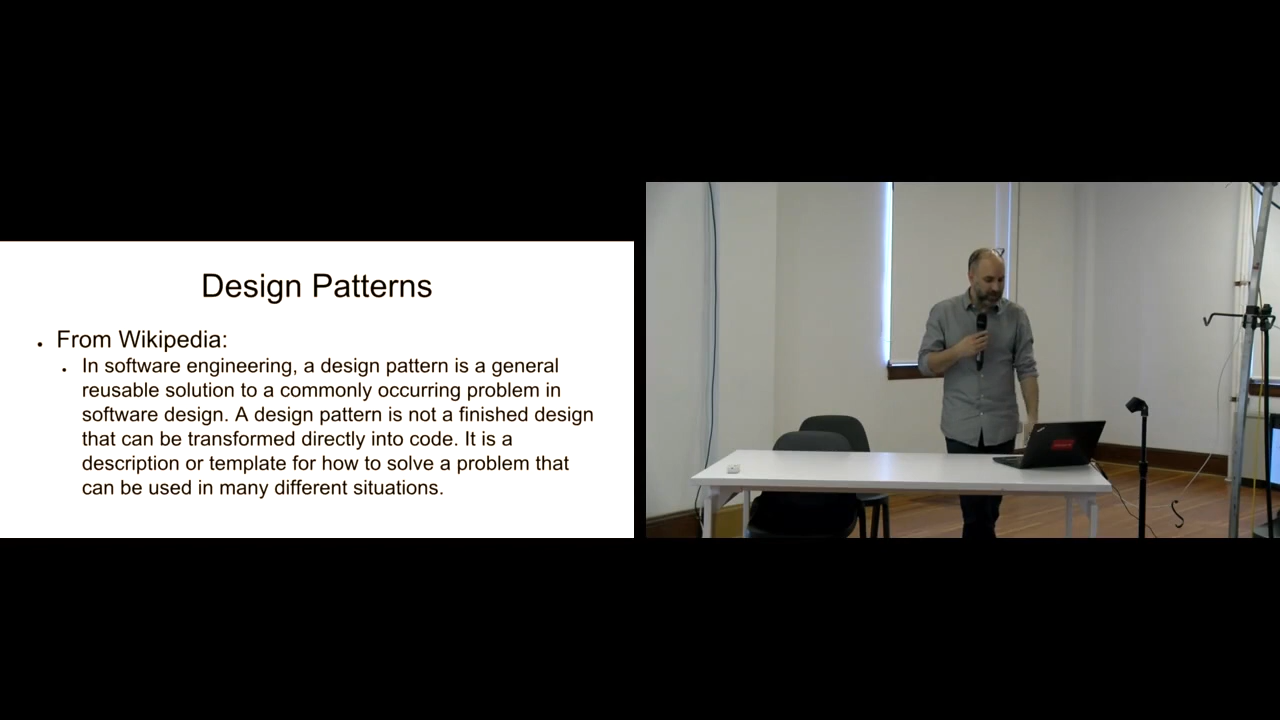 Design Patterns
• From Wikipedia:
• In software engineering, a design pattern is a general
reusable solution to a commonly occurring problem in
software design. A design pattern is not a finished design
that can be transformed directly into code. It is a
description or template for how to solve a problem that
can be used in many different situations.